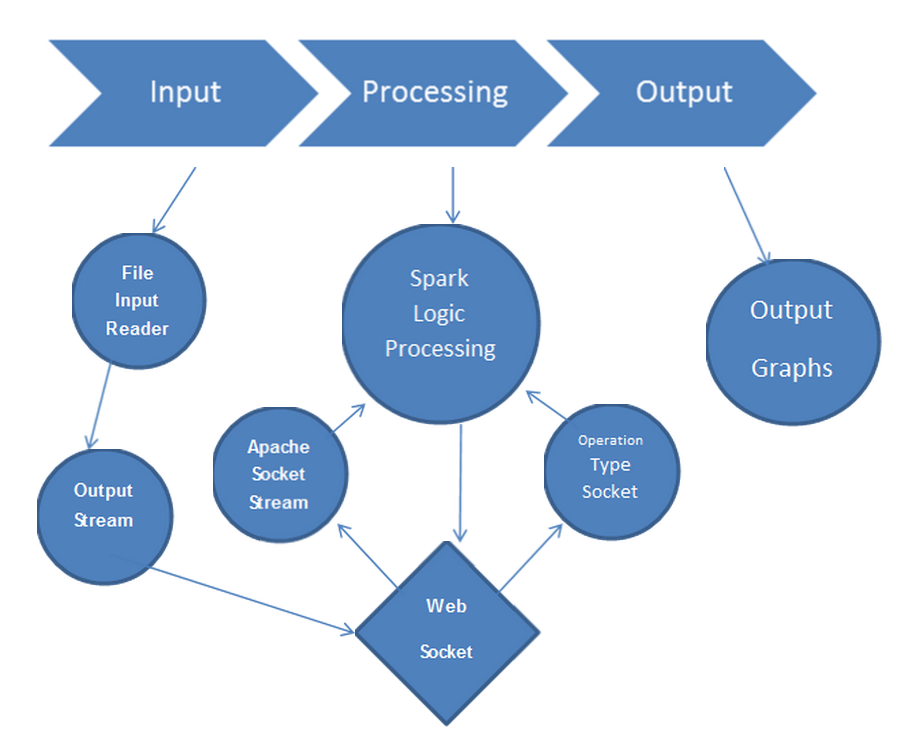 Input
Processing
Output
File
Input
Reader
Spark
Logic
Processing
Output
Graphs
Output
Stream
Apache
Socket
Stream
Operation
Type
Socket
Web
Socket